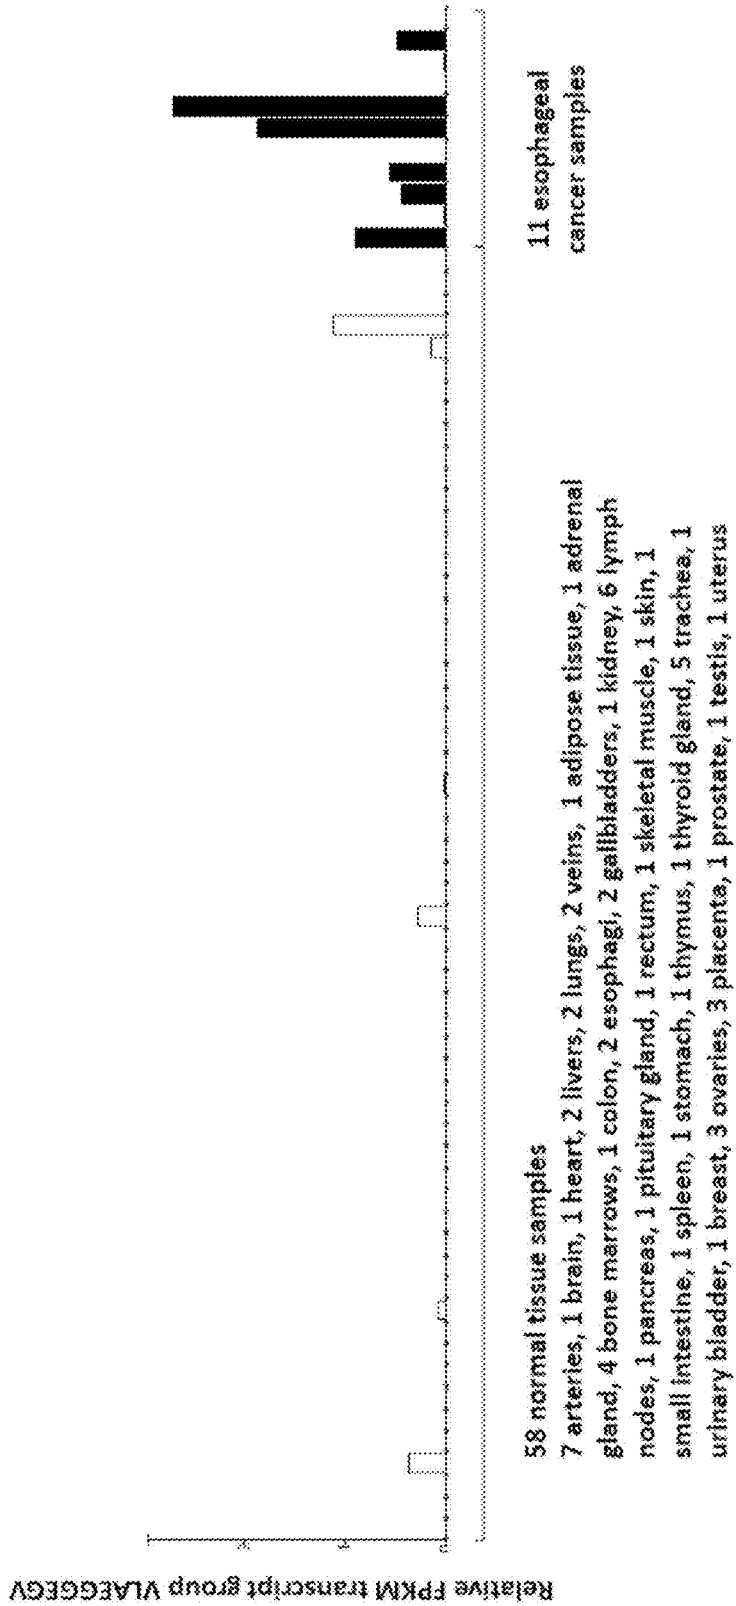 Relative FPKM transcript group VLAEGGEGV
58 normal tissue samples
7 arteries, 1 brain, 1 heart, 2 livers, 2 lungs, 2 veins, 1 adipose tissue, 1 adrenal
gland, 4 bone marrows, 1 colon, 2 esophagi, 2 gallbladders, 1 kidney, 6 lymph
nodes, 1 pancreas, 1 pituitary gland, 1 rectum, 1 skeletal muscle, 1 skin, 1
small intestine, 1 spleen, 1 stomach, 1 thymus, 1 thyroid gland, 5 trachea, 1
urinary bladder, 1 breast, 3 ovaries, 3 placenta, 1 prostate, 1 testis, 1 uterus
11 esophageal
cancer samples